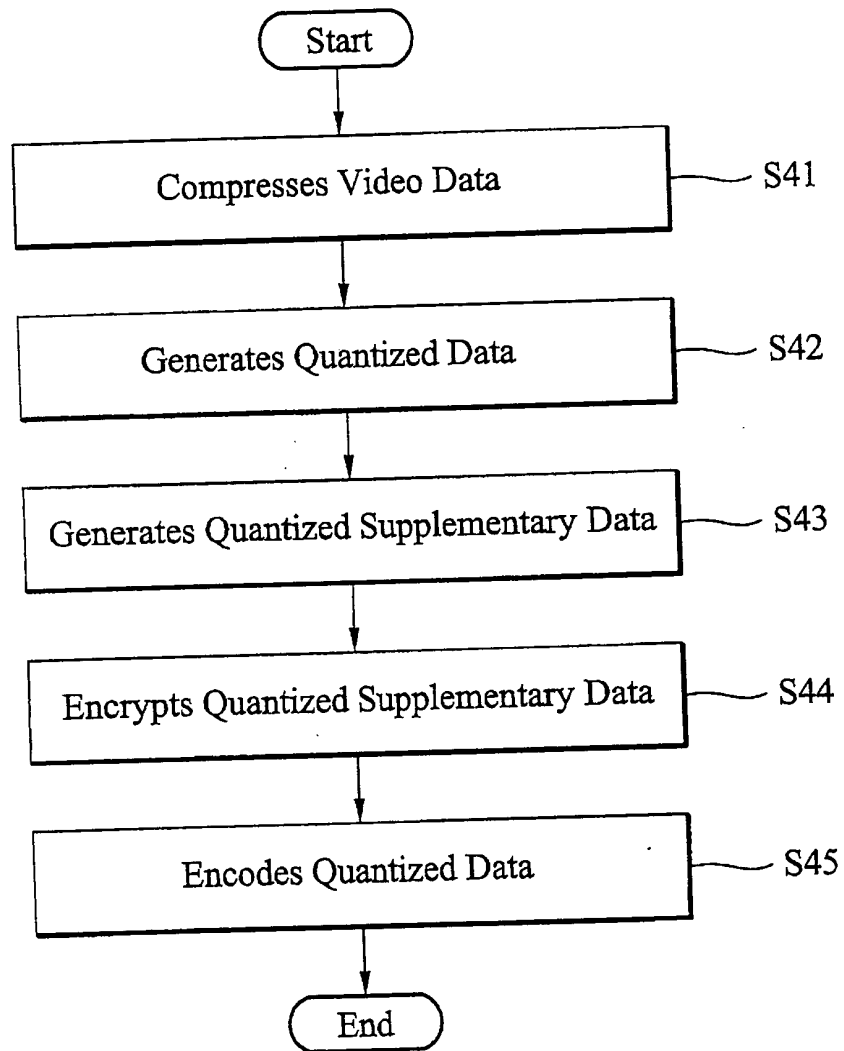 Start
Compresses Video Data
S41
Generates Quantized Data
S42
Generates Quantized Supplementary Data
S43
Encrypts Quantized Supplementary Data
S44
Encodes Quantized Data
S45
End